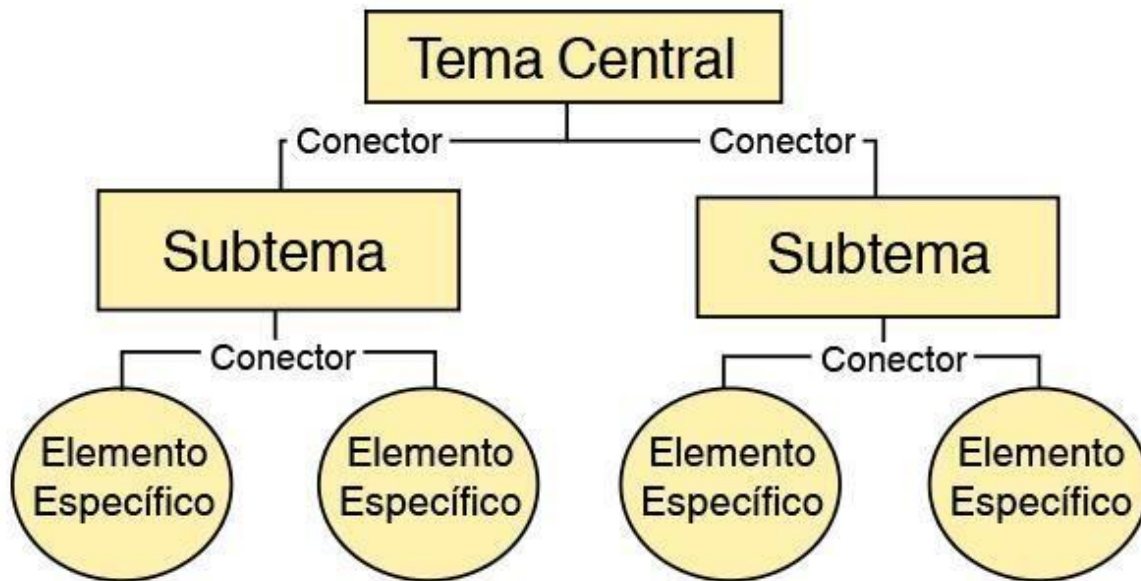 Tema Central
Conector
Conector
Subtema
Subtema
Conector
Conector
Elemento
Específico
Elemento
Específico
Elemento
Específico
Elemento
Específico